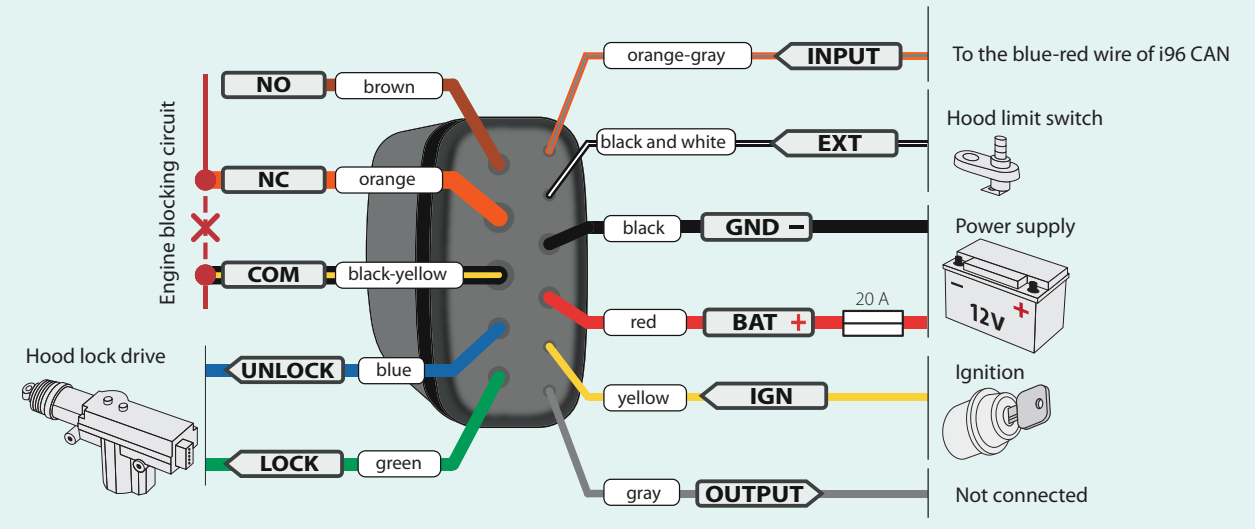 NO
brown
Engine blocking circuit
NC
orange
COM
black-yellow
Hood lock drive
UNLOCK
blue
LOCK
green
orange-gray
INPUT
To the blue-red wire of i96 CAN
black and white
EXT
Hood limit switch
black
GND –
Power supply
– +
12V
red
BAT +
20 A
yellow
IGN
Ignition
gray
OUTPUT
Not connected